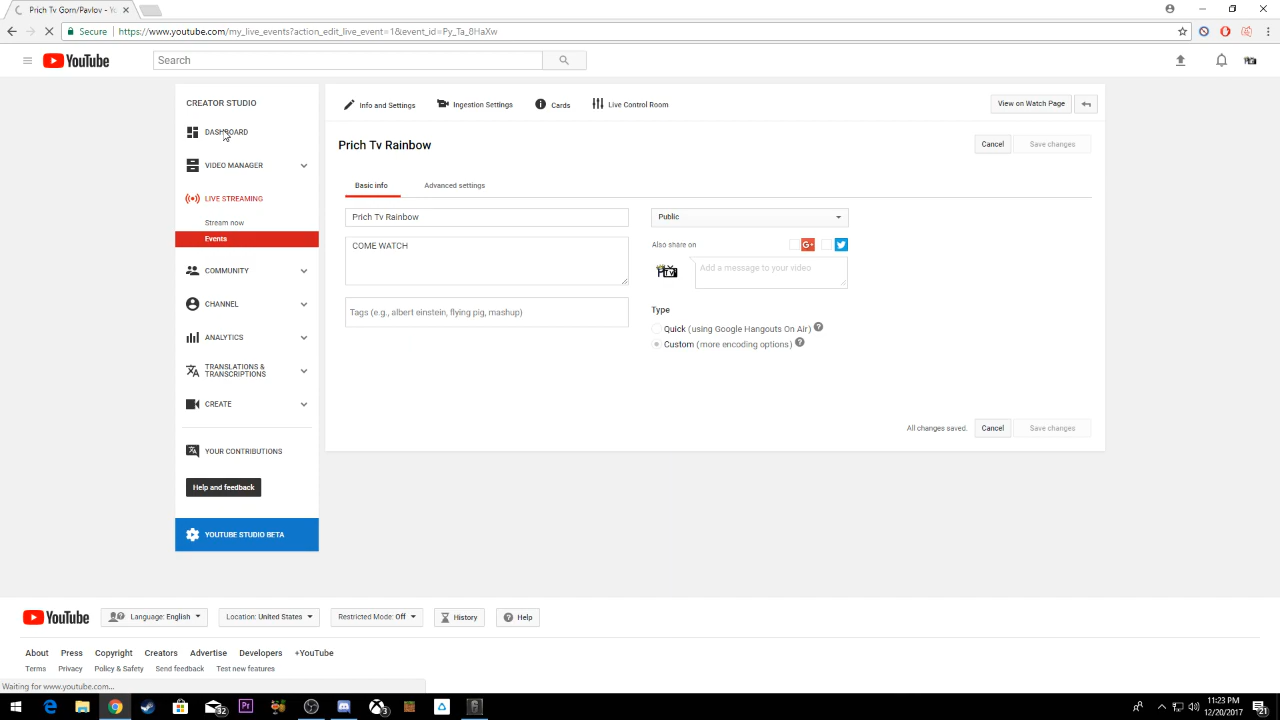 Prich Tv Gorn/Pavlov - Yo
Secure
https://www.youtube.com/my_live_events?action_edit_live_event=1&event_id=Py_Ta_8HaXw
YouTube
Search
CREATOR STUDIO
DASHBOARD
VIDEO MANAGER
LIVE STREAMING
Stream now
Events
COMMUNITY
CHANNEL
ANALYTICS
TRANSLATIONS &
TRANSCRIPTIONS
CREATE
YOUR CONTRIBUTIONS
Help and feedback
YOUTUBE STUDIO BETA
Info and Settings
Ingestion Settings
Cards
Live Control Room
View on Watch Page
Prich Tv Rainbow
Cancel
Save changes
Basic info
Advanced settings
Prich Tv Rainbow
Public
COME WATCH
Also share on
G+
Add a message to your video
Tags (e.g., albert einstein, flying pig, mashup)
Type
Quick (using Google Hangouts On Air) ?
Custom (more encoding options) ?
All changes saved.
Cancel
Save changes
YouTube
Language: English
Location: United States
Restricted Mode: Off
History
Help
About Press Copyright Creators Advertise Developers +YouTube
Terms Privacy Policy & Safety Send feedback Test new features
Waiting for www.youtube.com...
11:23 PM
12/20/2017